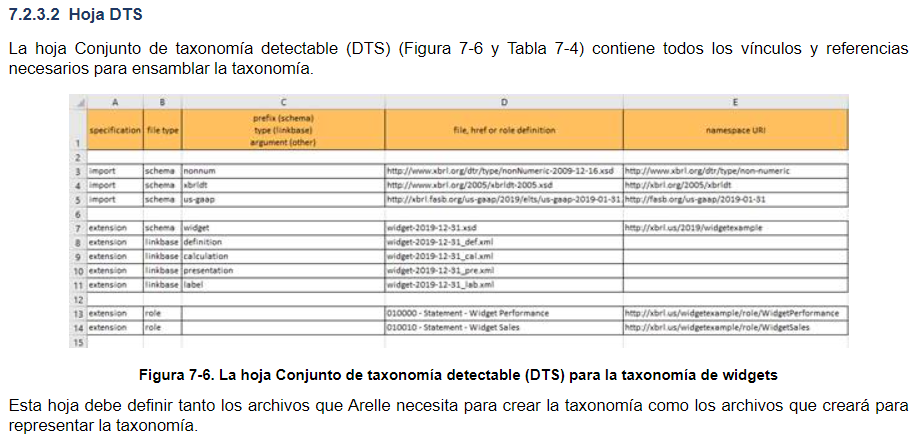 7.2.3.2 Hoja DTS
La hoja Conjunto de taxonomía detectable (DTS) (Figura 7-6 y Tabla 7-4) contiene todos los vínculos y referencias
necesarios para ensamblar la taxonomía.
A B C D E
1 specification file type prefix (schema) type (linkbase) argument (other) file, href or role definition namespace URI
2
3 import schema nonnum http://www.xbrl.org/dtr/type/nonNumeric-2009-12-16.xsd http://www.xbrl.org/dtr/type/non-numeric
4 import schema xbrldt http://www.xbrl.org/2005/xbrldt-2005.xsd http://xbrl.org/2005/xbrldt
5 import schema us-gaap http://xbrl.fasb.org/us-gaap/2019/elts/us-gaap-2019-01-31. http://fasb.org/us-gaap/2019-01-31
6
7 extension schema widget widget-2019-12-31.xsd http://xbrl.us/2019/widgetexample
8 extension linkbase definition widget-2019-12-31_def.xml
9 extension linkbase calculation widget-2019-12-31_cal.xml
10 extension linkbase presentation widget-2019-12-31_pre.xml
11 extension linkbase label widget-2019-12-31_lab.xml
12
13 extension role 010000 - Statement - Widget Performance http://xbrl.us/widgetexample/role/WidgetPerformance
14 extension role 010010 - Statement - Widget Sales http://xbrl.us/widgetexample/role/WidgetSales
15
Figura 7-6. La hoja Conjunto de taxonomía detectable (DTS) para la taxonomía de widgets
Esta hoja debe definir tanto los archivos que Arelle necesita para crear la taxonomía como los archivos que creará para
representar la taxonomía.